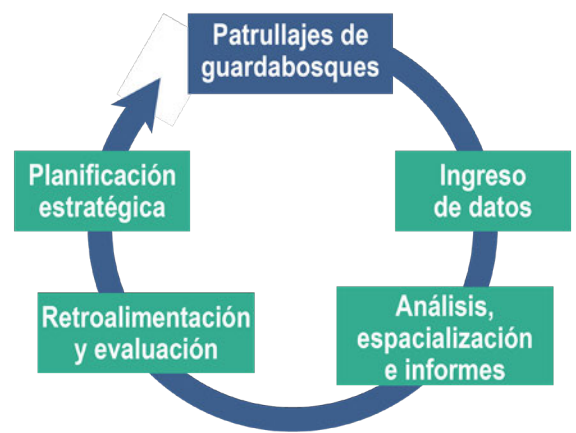 Patrullajes de
guardabosques
Ingreso
de datos
Análisis,
espacialización
e informes
Retroalimentación
y evaluación
Planificación
estratégica